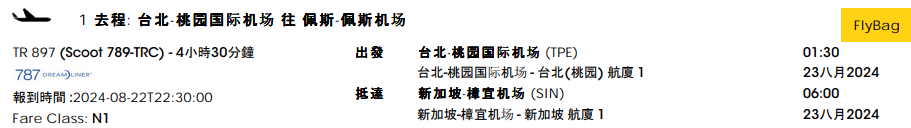 1 去程: 台北-桃园国际机场 往 佩斯-佩斯机场
FlyBag
TR 897 (Scoot 789-TRC) - 4小時30分鐘 出發 台北-桃园国际机场 (TPE) 01:30
787 DREAMLINER 台北-桃园国际机场 - 台北(桃园) 航廈 1 23八月2024
報到時間 :2024-08-22T22:30:00 抵達 新加坡-樟宜机场 (SIN) 06:00
Fare Class: N1 新加坡-樟宜机场 - 新加坡 航廈 1 23八月2024